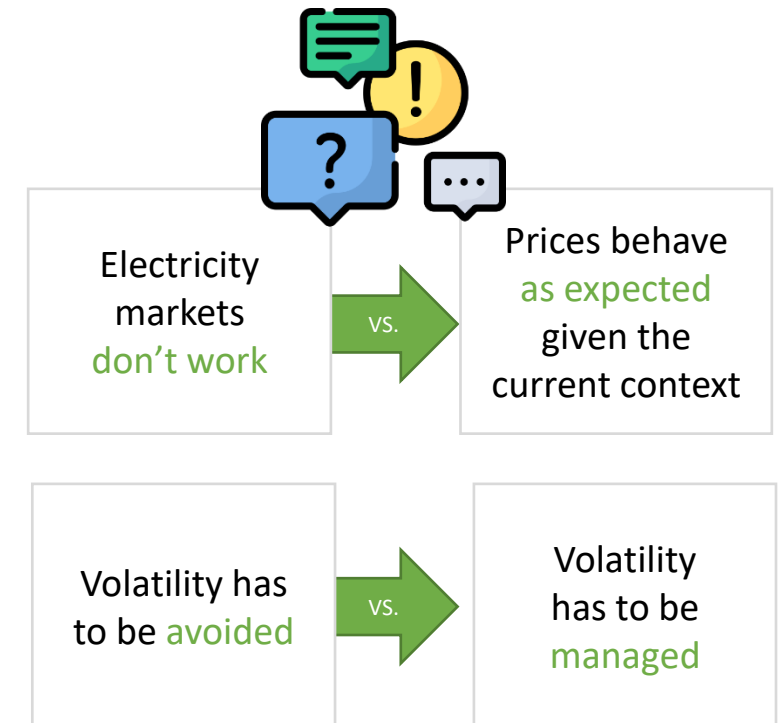 !
?
...
Electricity
markets
don’t work
VS.
Prices behave
as expected
given the
current context
Volatility has
to be avoided
VS.
Volatility
has to be
managed